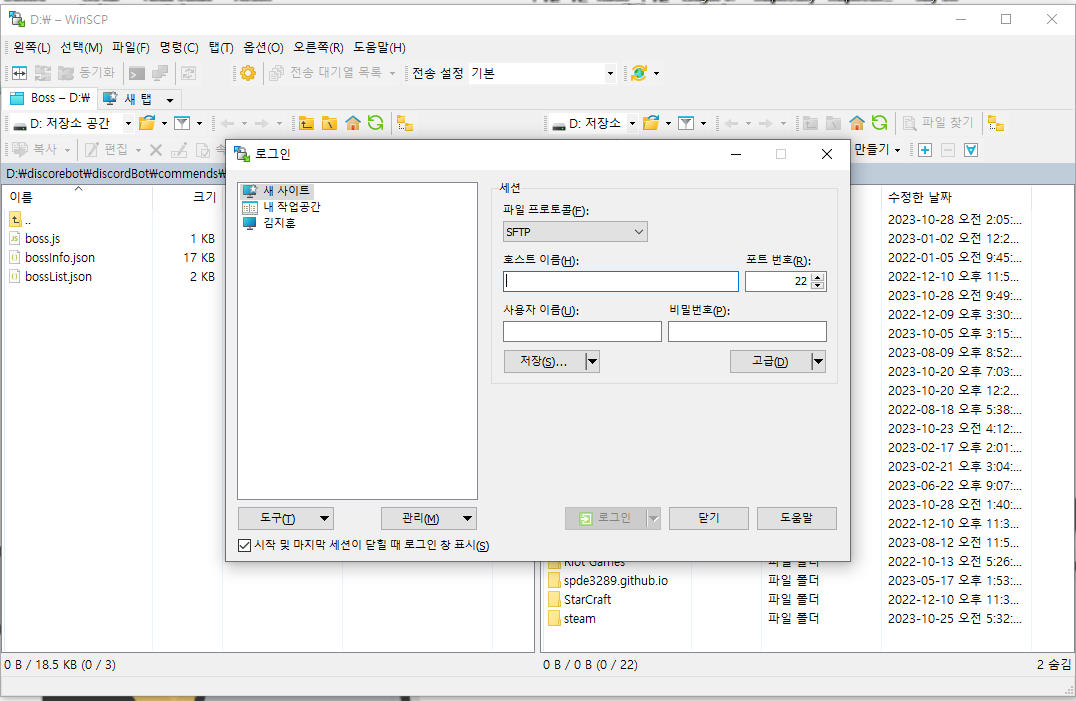 D:₩ – WinSCP
왼쪽(L) 선택(M) 파일(F) 명령(C) 탭(T) 옵션(O) 오른쪽(R) 도움말(H)
동기화 전송 대기열 목록 전송 설정 기본
Boss – D:₩ 새 탭
D: 저장소 공간 D: 저장소 파일 찾기
복사 편집 속 만들기
D:₩discorebot₩discordBot₩commends₩
이름 크기 수정한 날짜
..
boss.js 1 KB
bossInfo.json 17 KB
bossList.json 2 KB
로그인
새 사이트
내 작업공간
김지훈
세션
파일 프로토콜(F):
SFTP
호스트 이름(H): 포트 번호(R):
22
사용자 이름(U): 비밀번호(P):
저장(S)... 고급(D)
도구(T) 관리(M) 로그인 닫기 도움말
시작 및 마지막 세션이 닫힐 때 로그인 창 표시(S)
2023-10-28 오전 2:05:...
2023-01-02 오전 12:2...
2022-01-05 오전 9:45:...
2022-12-10 오후 11:5...
2023-10-28 오전 9:49:...
2022-12-09 오후 3:30:...
2023-10-05 오후 3:15:...
2023-08-09 오후 8:52:...
2023-10-20 오후 7:03:...
2023-10-20 오후 12:2...
2022-08-18 오후 5:38:...
2023-10-23 오전 4:12:...
2023-02-17 오후 2:01:...
2023-02-21 오후 3:04:...
2023-06-22 오후 9:07:...
2023-10-28 오전 1:40:...
2022-12-10 오후 11:3...
2023-08-12 오전 11:5...
Riot Games 파일 폴더 2022-10-13 오전 5:26:...
spde3289.github.io 파일 폴더 2023-05-17 오후 1:53:...
StarCraft 파일 폴더 2022-12-10 오후 11:3...
steam 파일 폴더 2023-10-25 오전 5:32:...
0 B / 18.5 KB (0 / 3) 0 B / 0 B (0 / 22) 2 숨김